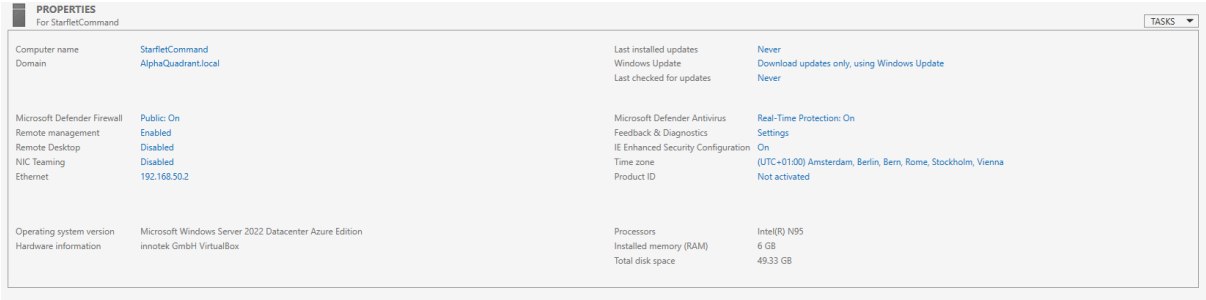 PROPERTIES
For StarfletCommand
TASKS
Computer name StarfletCommand
Domain AlphaQuadrant.local
Last installed updates Never
Windows Update Download updates only, using Windows Update
Last checked for updates Never
Microsoft Defender Firewall Public: On
Remote management Enabled
Remote Desktop Disabled
NIC Teaming Disabled
Ethernet 192.168.50.2
Microsoft Defender Antivirus Real-Time Protection: On
Feedback & Diagnostics Settings
IE Enhanced Security Configuration On
Time zone (UTC+01:00) Amsterdam, Berlin, Bern, Rome, Stockholm, Vienna
Product ID Not activated
Operating system version Microsoft Windows Server 2022 Datacenter Azure Edition
Hardware information innotek GmbH VirtualBox
Processors Intel(R) N95
Installed memory (RAM) 6 GB
Total disk space 49.33 GB